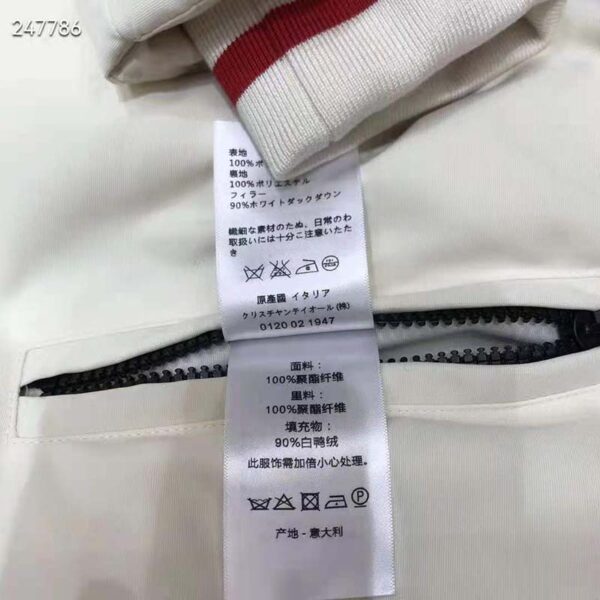 247786
表地
100%ポ
裏地
100%ポリエステル
フィラー
90%ホワイトダックダウン
繊細な素材のため、日常のわ
取扱いには十分ご注意いた
原産國 イタリア
クリスチャンディオール(株)
0120 02 1947
面料:
100%聚酯纤维
里料:
100%聚酯纤维
填充物:
90%白鸭绒
此服饰需加倍小心处理。
P
产地 - 意大利